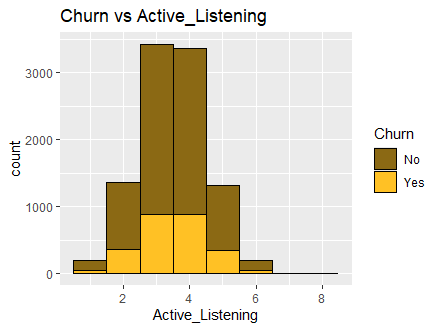 Churn vs Active_Listening
3000
2000
1000
0
count
2 4 6 8
Active_Listening
Churn
No
Yes